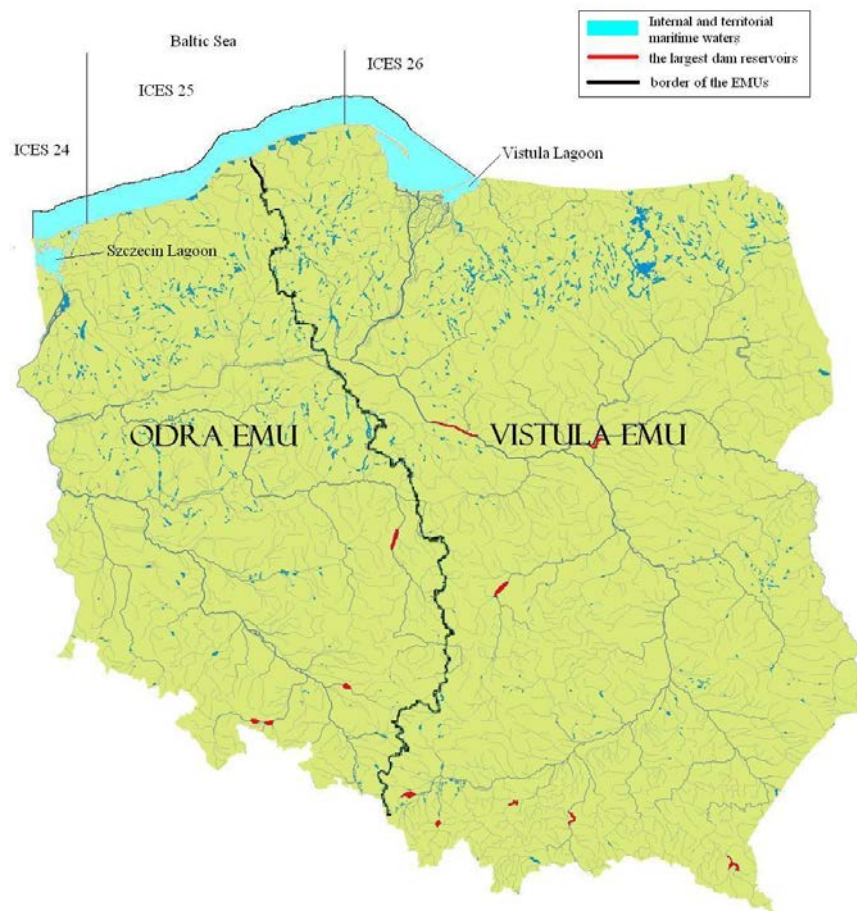 Baltic Sea
Internal and territorial
maritime waters
the largest dam reservoirs
border of the EMUs
ICES 26
ICES 25
ICES 24
Vistula Lagoon
Szczecin Lagoon
ODRA EMU
VISTULA EMU